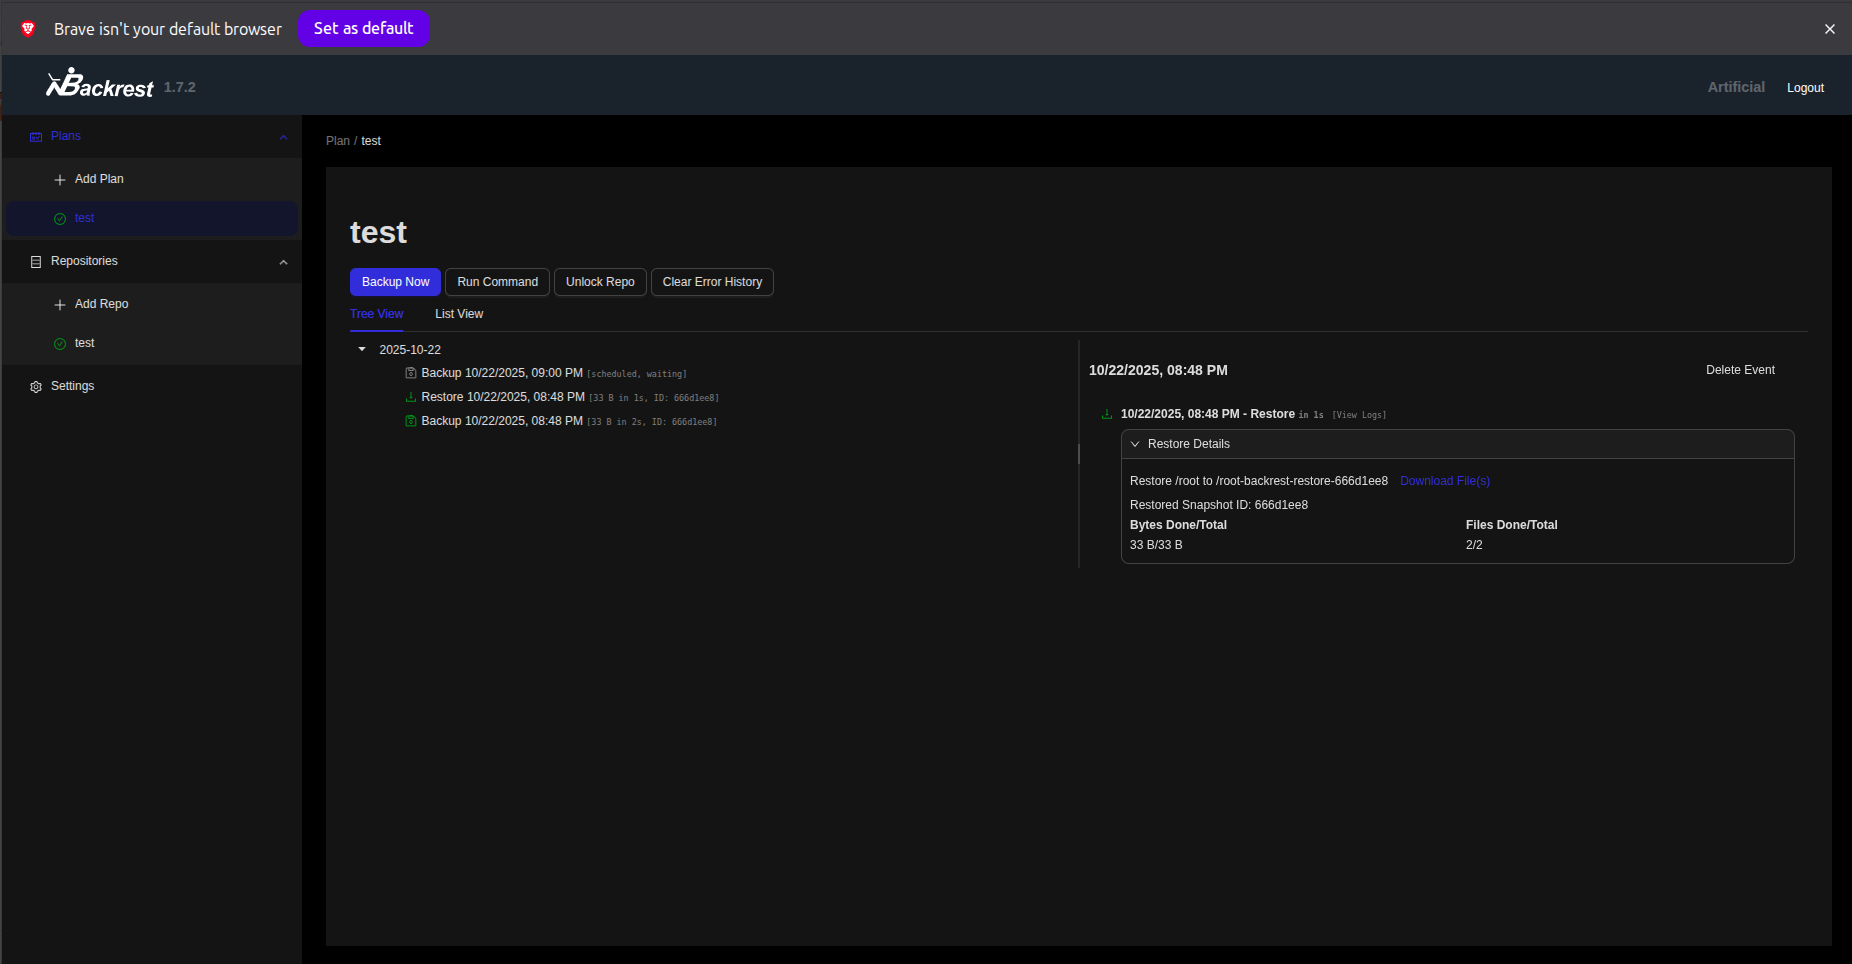 Brave isn't your default browser
Set as default
Backrest 1.7.2
Artificial
Logout
Plans
Add Plan
test
Repositories
Add Repo
test
Settings
Plan / test
test
Backup Now
Run Command
Unlock Repo
Clear Error History
Tree View
List View
2025-10-22
Backup 10/22/2025, 09:00 PM [scheduled, waiting]
Restore 10/22/2025, 08:48 PM [33 B in 1s, ID: 666d1ee8]
Backup 10/22/2025, 08:48 PM [33 B in 2s, ID: 666d1ee8]
10/22/2025, 08:48 PM
Delete Event
10/22/2025, 08:48 PM - Restore in 1s [View Logs]
Restore Details
Restore /root to /root-backrest-restore-666d1ee8 Download File(s)
Restored Snapshot ID: 666d1ee8
Bytes Done/Total
Files Done/Total
33 B/33 B
2/2